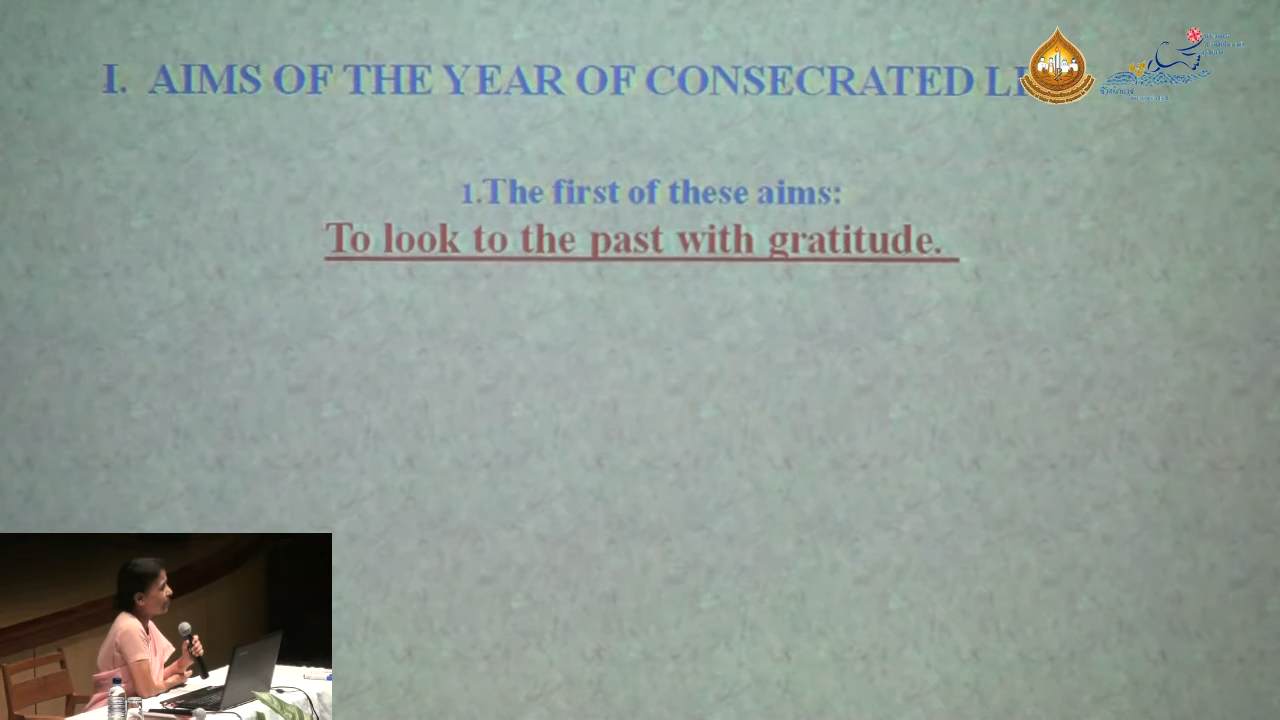 I. AIMS OF THE YEAR OF CONSECRATED LI
1.The first of these aims:
To look to the past with gratitude.